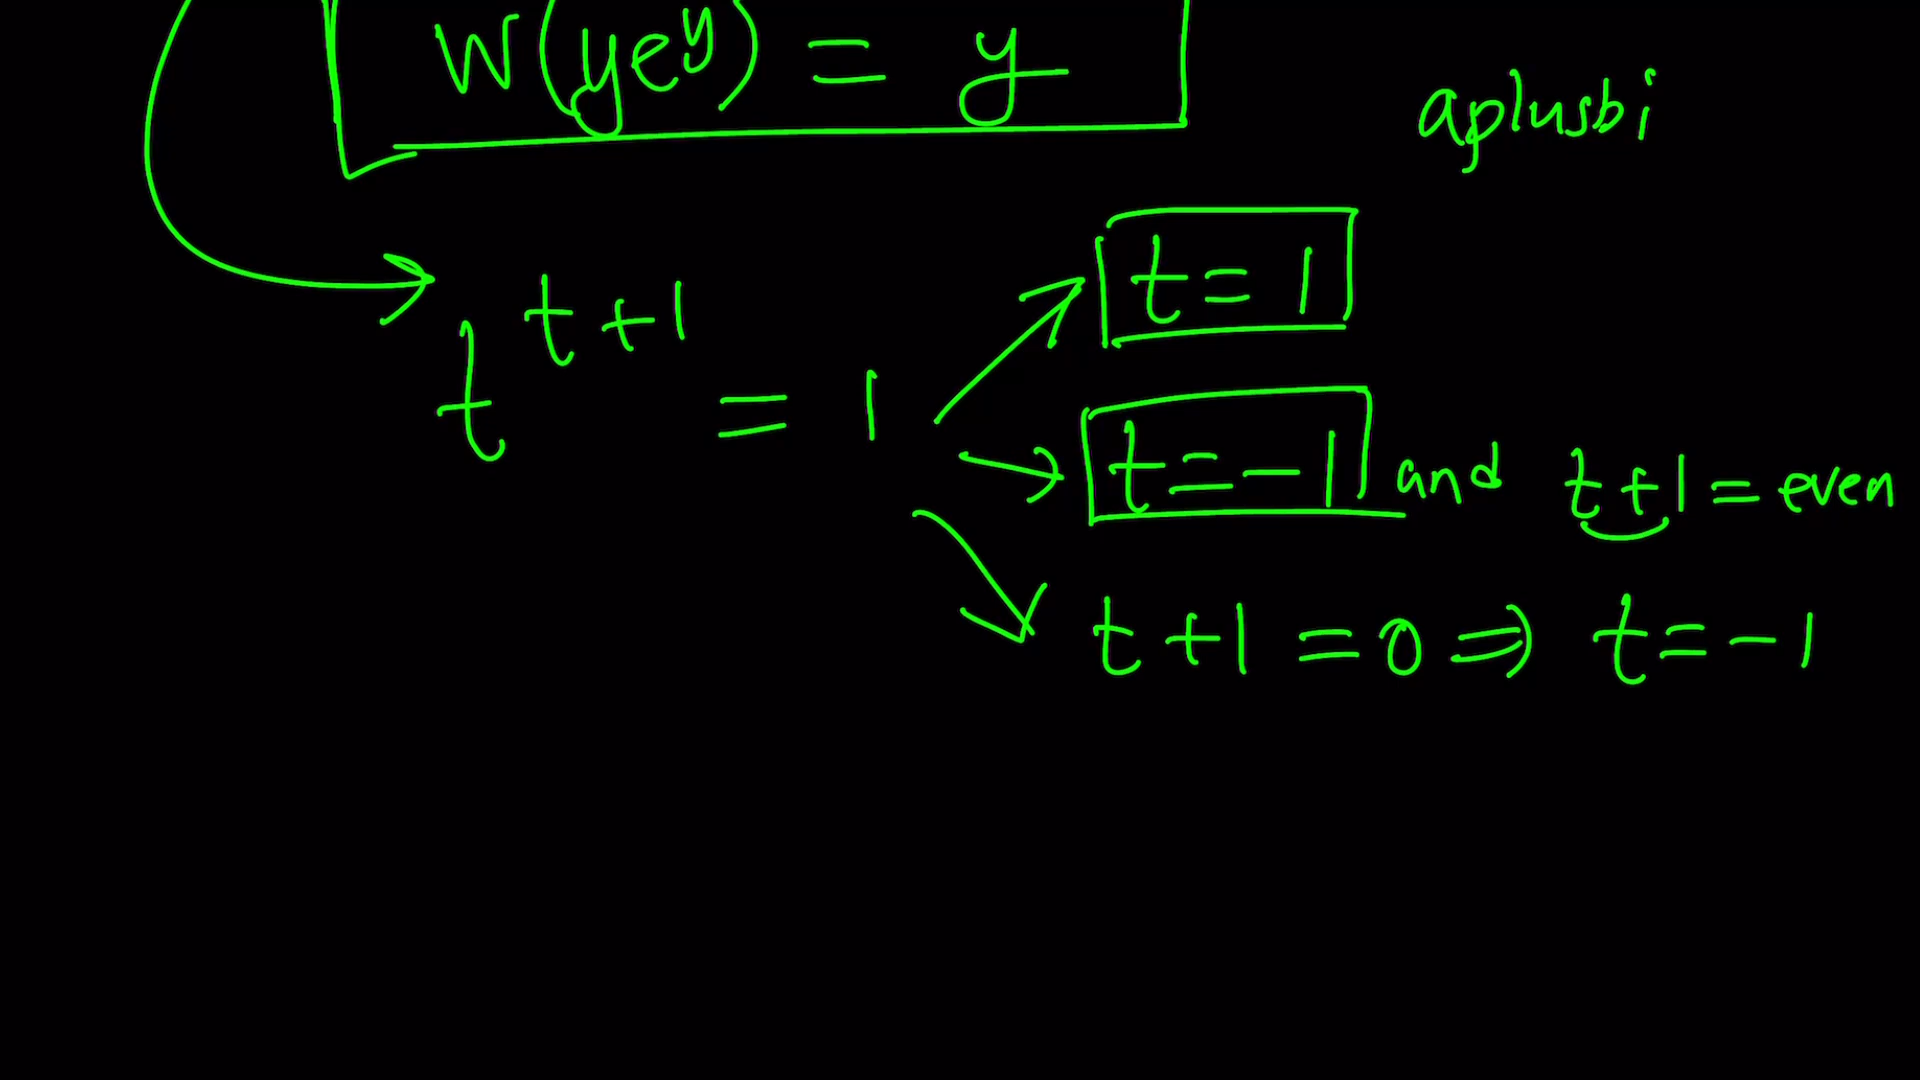 W(ye^y) = y
aplusbi
t^{t+1} = 1
t = 1
t = -1 and t+1 = even
t+1 = 0 ⇒ t = -1